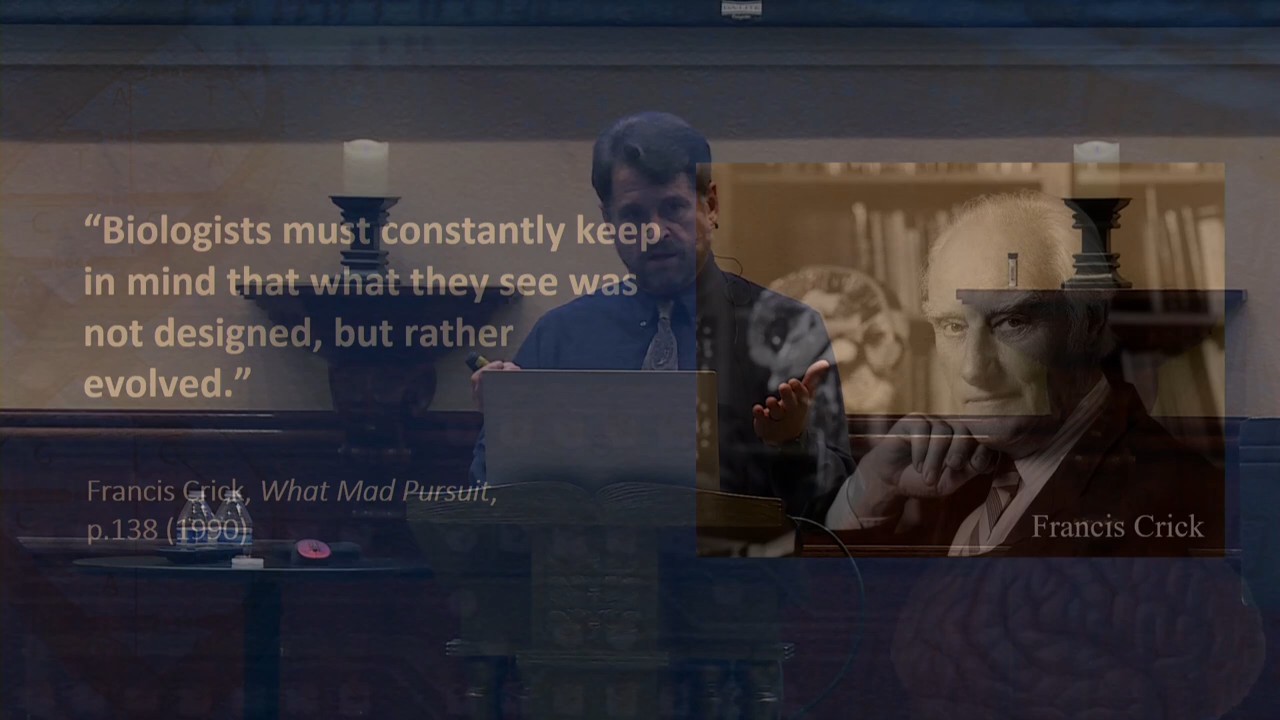 “Biologists must constantly keep
in mind that what they see was
not designed, but rather
evolved.”
Francis Crick, What Mad Pursuit,
p.138 (1990)
Francis Crick